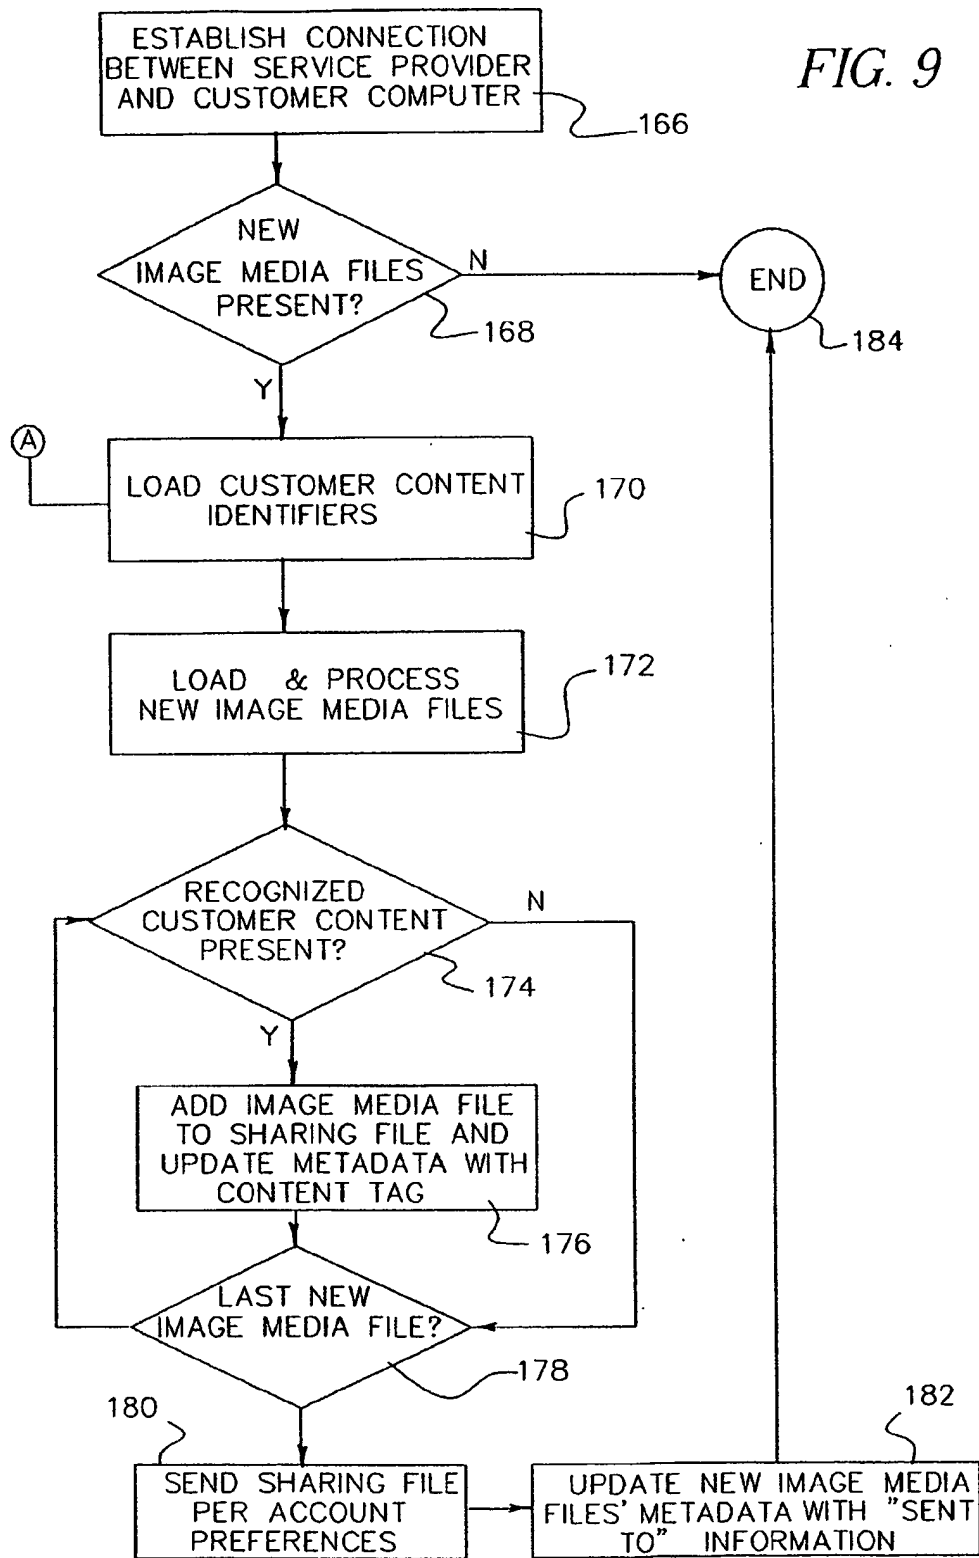 FIG. 9
ESTABLISH CONNECTION
BETWEEN SERVICE PROVIDER
AND CUSTOMER COMPUTER
166
NEW
IMAGE MEDIA FILES
PRESENT?
N
168
END
184
Y
A
LOAD CUSTOMER CONTENT
IDENTIFIERS
170
LOAD & PROCESS
NEW IMAGE MEDIA FILES
172
RECOGNIZED
CUSTOMER CONTENT
PRESENT?
N
174
Y
ADD IMAGE MEDIA FILE
TO SHARING FILE AND
UPDATE METADATA WITH
CONTENT TAG
176
LAST NEW
IMAGE MEDIA FILE?
178
180
SEND SHARING FILE
PER ACCOUNT
PREFERENCES
182
UPDATE NEW IMAGE MEDIA
FILES' METADATA WITH "SENT
TO" INFORMATION